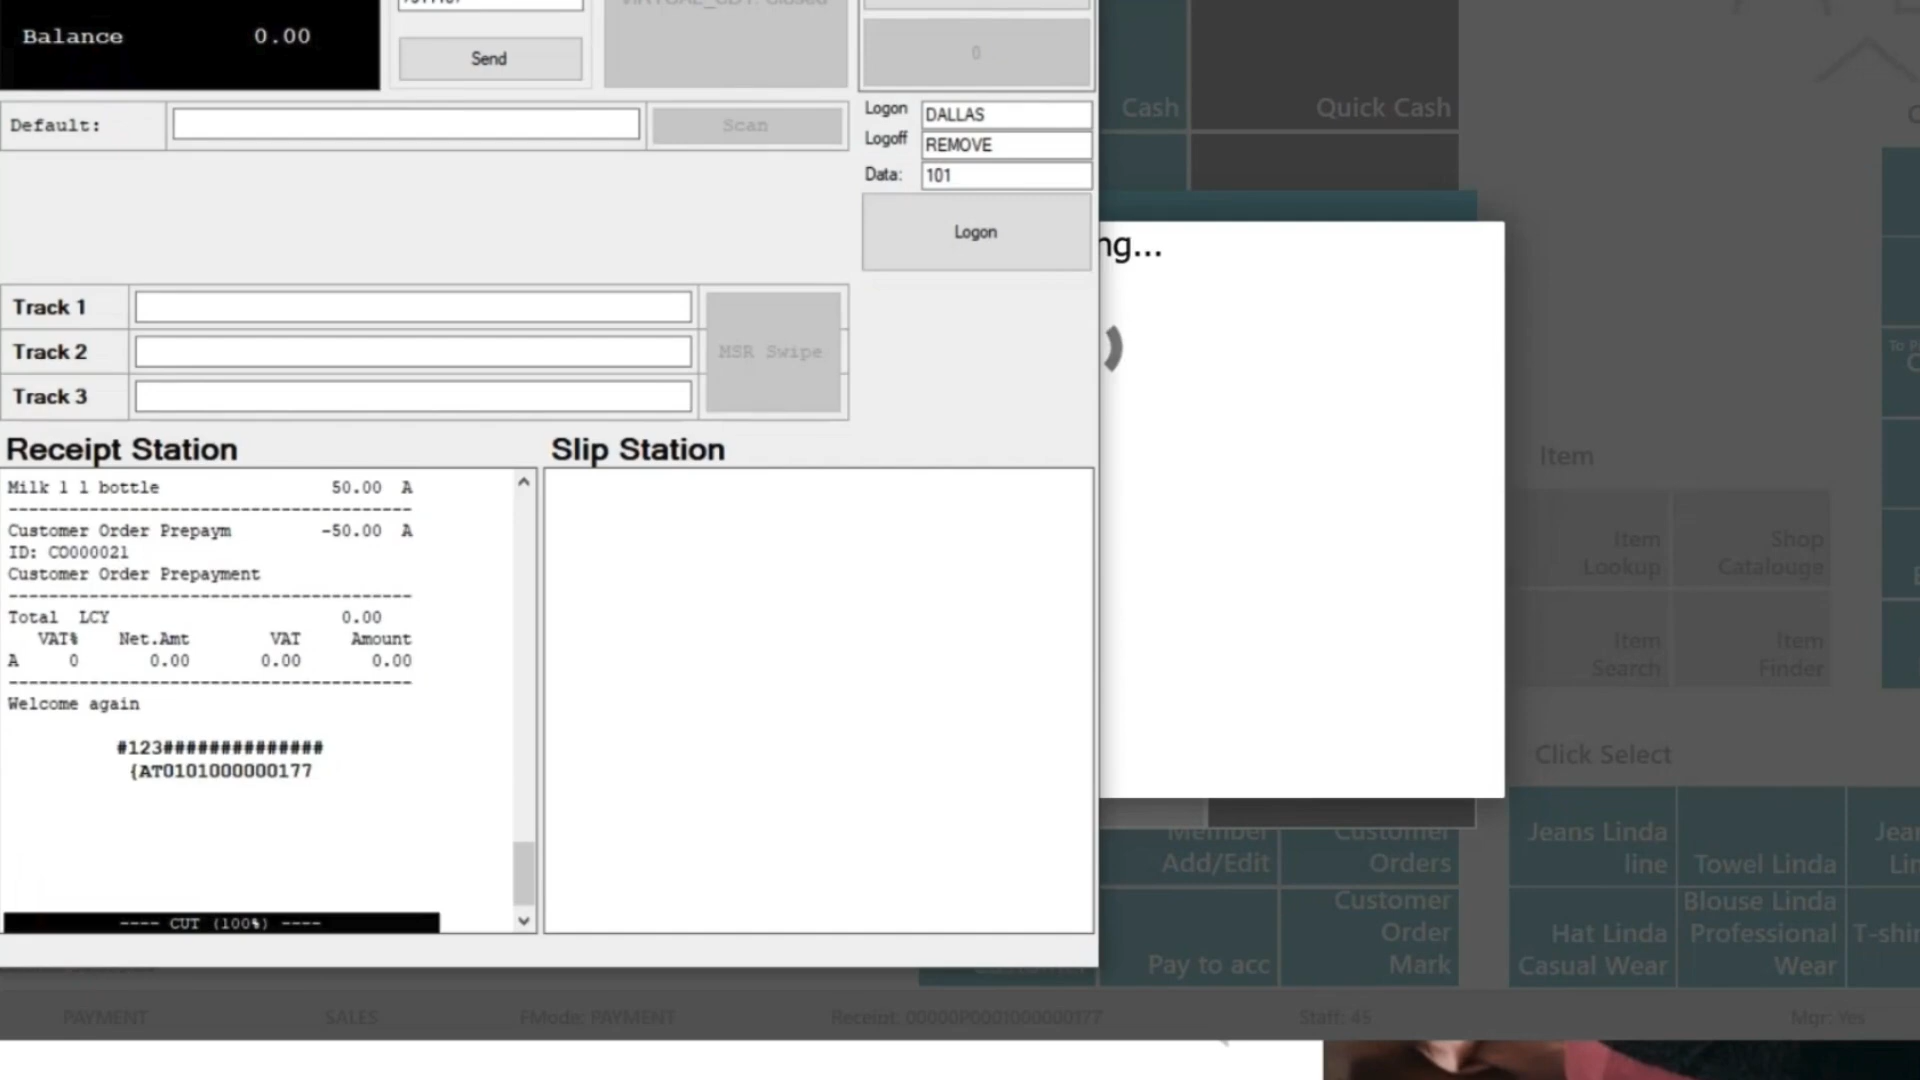 Balance 0.00
Send
0
Cash
Quick Cash
Default:
Scan
Logon DALLAS
Logoff REMOVE
Data: 101
Logon
ng...
Track 1
Track 2
Track 3
MSR Swipe
Receipt Station
Slip Station
Milk 1 l bottle 50.00 A
----------------------------------------
Customer Order Prepaym -50.00 A
ID: CO000021
Customer Order Prepayment
----------------------------------------
Total LCY 0.00
VAT% Net.Amt VAT Amount
A 0 0.00 0.00 0.00
----------------------------------------
Welcome again
#123##############
{AT0101000000177
---- CUT (100%) ----
Item
Item
Lookup
Shop
Catalouge
Item
Search
Item
Finder
Click Select
Member
Add/Edit
Customer
Orders
Customer
Pay to acc
Customer
Order
Mark
Jeans Linda
line
Towel Linda
Hat Linda
Casual Wear
Blouse Linda
Professional
Wear
T-shir
PAYMENT
SALES
FMode: PAYMENT
Receipt: 00000P0001000000177
Staff: 45
Mgr: Yes